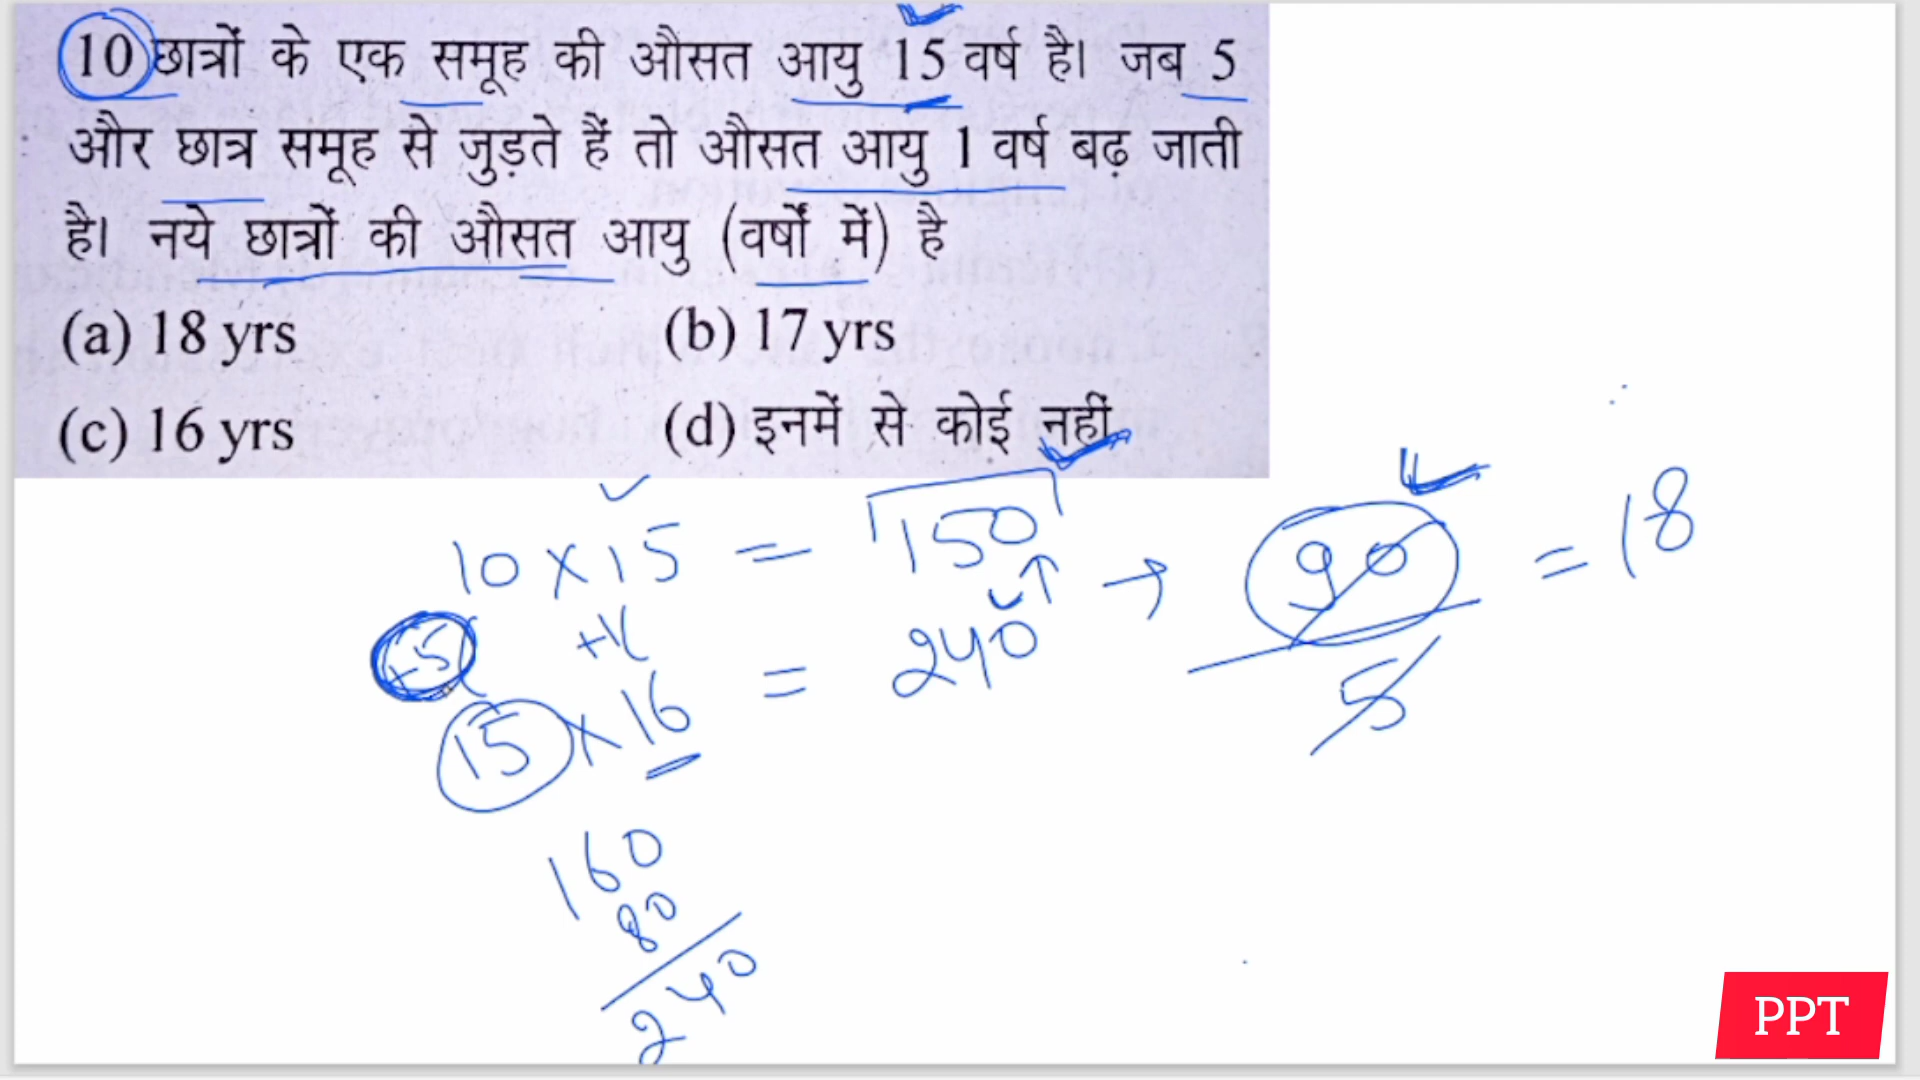 10 छात्रों के एक समूह की औसत आयु 15 वर्ष है। जब 5
और छात्र समूह से जुड़ते हैं तो औसत आयु 1 वर्ष बढ़ जाती
है। नये छात्रों की औसत आयु (वर्षों में) है
(a) 18 yrs (b) 17 yrs
(c) 16 yrs (d) इनमें से कोई नहीं
10 × 15 = 150 → 90/5 = 18
+5 +1
15 × 16 = 240
160
80
240
PPT